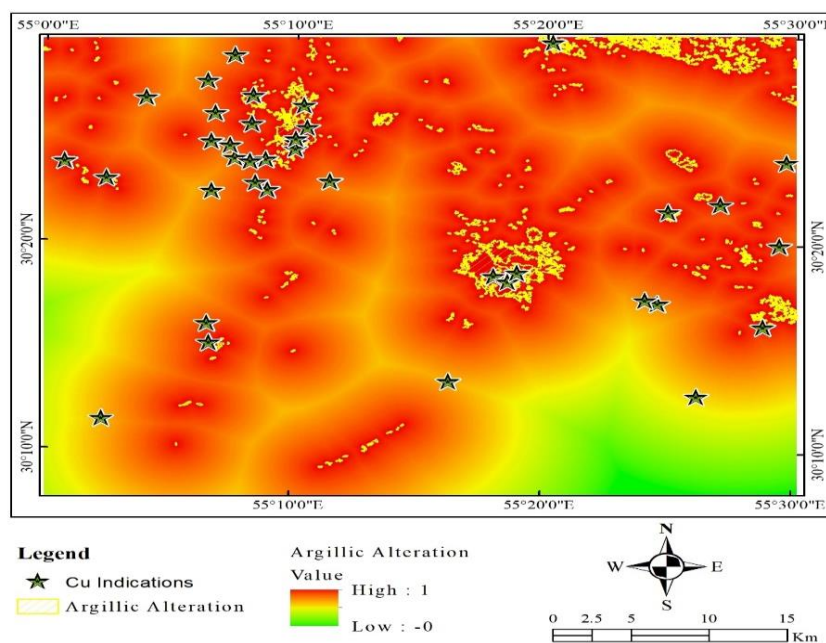 55°0'0"E 55°10'0"E 55°20'0"E 55°30'0"E
30°20'0"N 30°20'0"N
30°10'0"N 30°10'0"N
55°10'0"E 55°20'0"E 55°30'0"E
Legend
Cu Indications
Argillic Alteration
Argillic Alteration
Value
High : 1
Low : -0
N
W E
S
0 2.5 5 10 15
Km